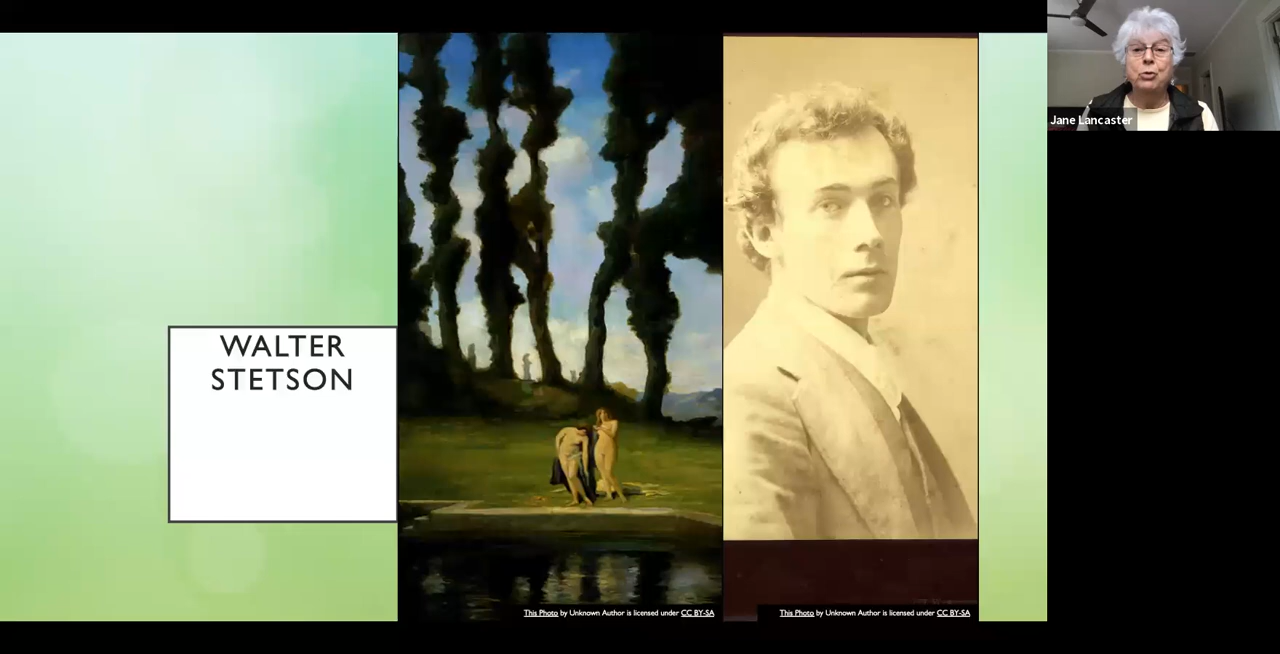 Jane Lancaster
WALTER
STETSON
This Photo by Unknown Author is licensed under CC BY-SA
This Photo by Unknown Author is licensed under CC BY-SA